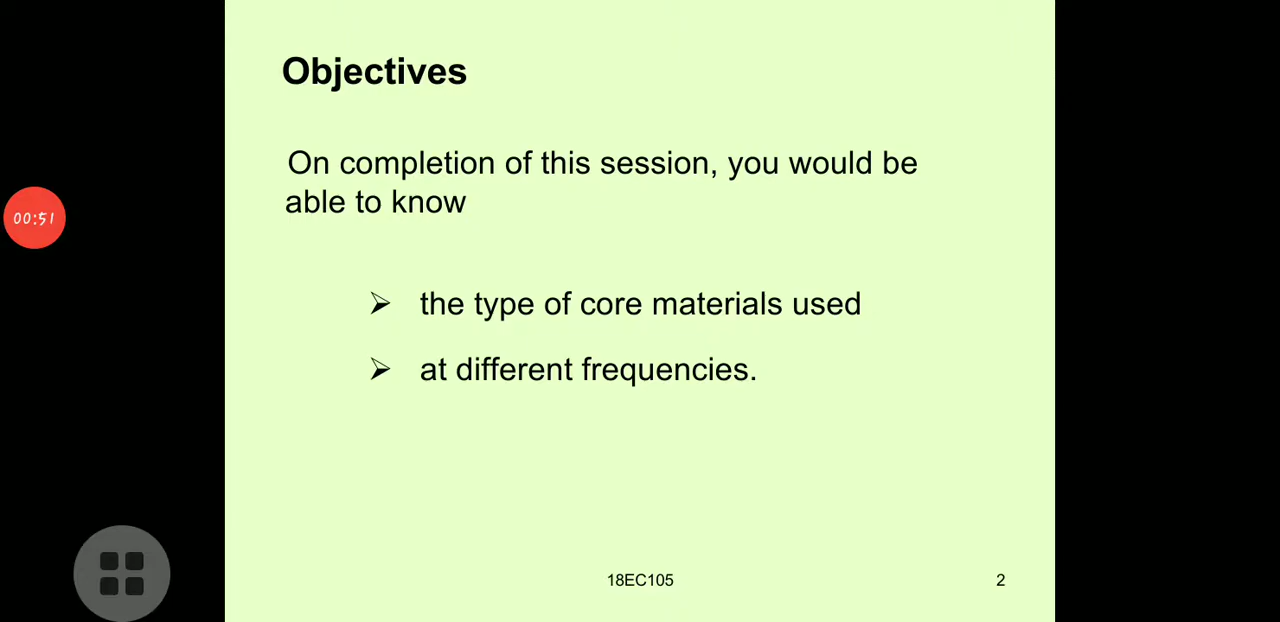 Objectives
On completion of this session, you would be
able to know
00:51
➢ the type of core materials used
➢ at different frequencies.
18EC105
2